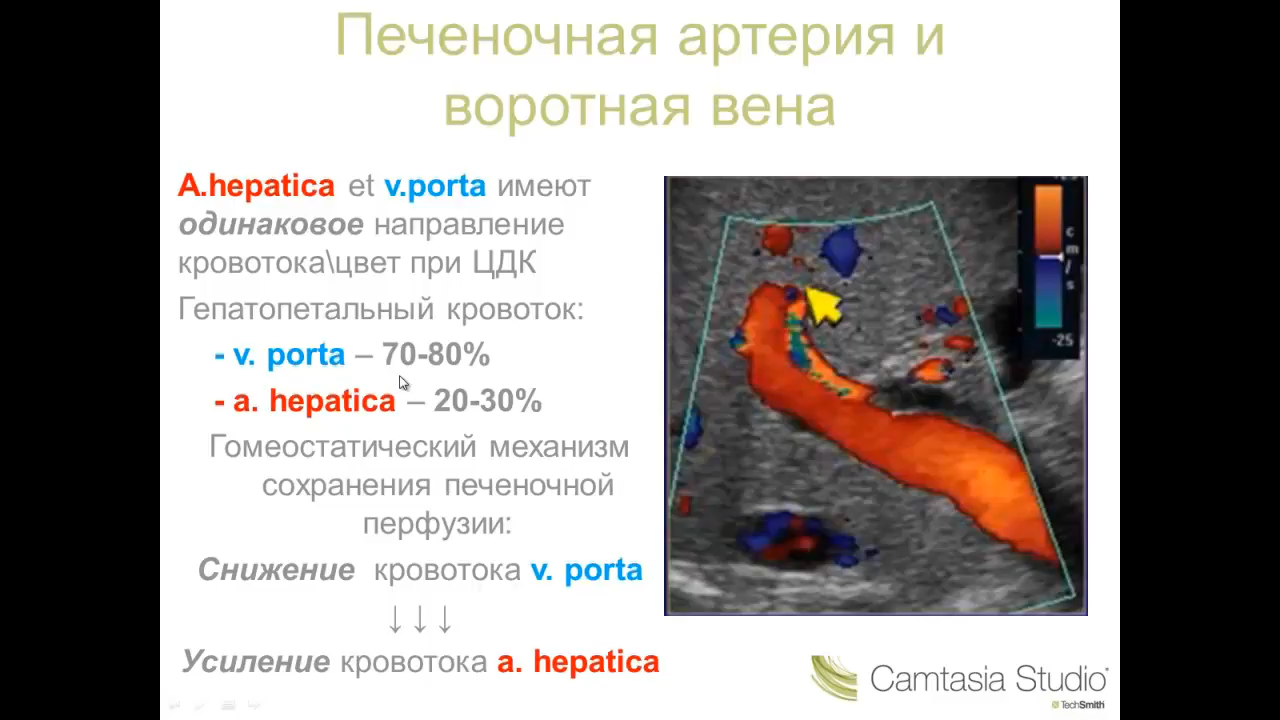 Печеночная артерия и
воротная вена
A.hepatica et v.porta имеют
одинаковое направление
кровотока\цвет при ЦДК
Гепатопетальный кровоток:
- v. porta – 70-80%
- a. hepatica – 20-30%
Гомеостатический механизм
сохранения печеночной
перфузии:
Снижение кровотока v. porta
↓↓↓
Усиление кровотока a. hepatica
c
m
/
s
-25
Camtasia Studio
TechSmith